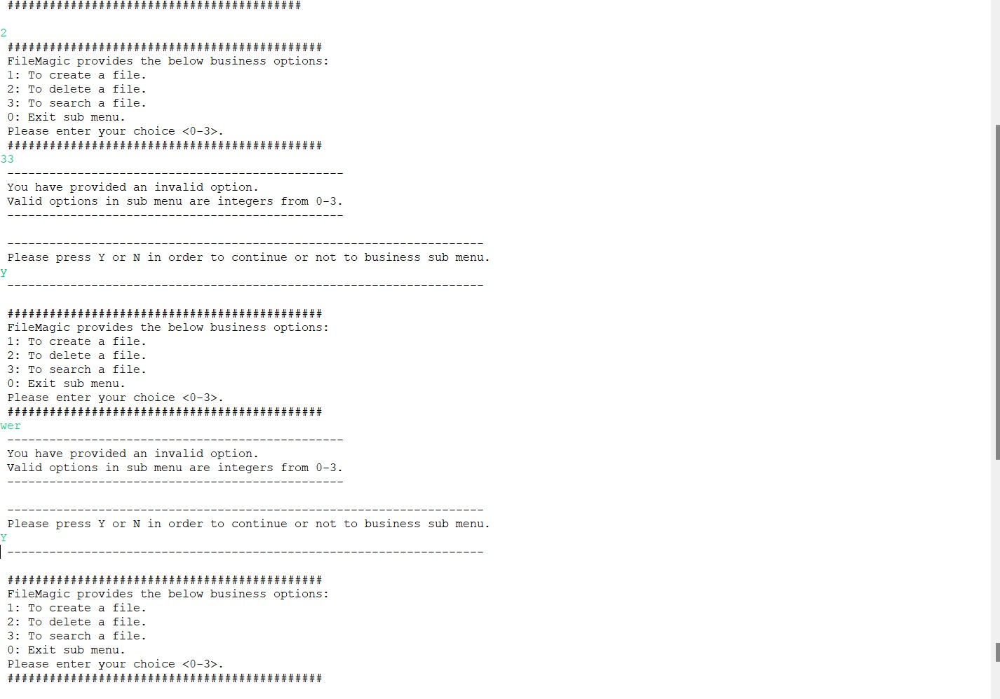 ##########################################
2
#############################################
FileMagic provides the below business options:
1: To create a file.
2: To delete a file.
3: To search a file.
0: Exit sub menu.
Please enter your choice <0-3>.
#############################################
33
------------------------------------------------
You have provided an invalid option.
Valid options in sub menu are integers from 0-3.
------------------------------------------------
--------------------------------------------------------------------
Please press Y or N in order to continue or not to business sub menu.
y
--------------------------------------------------------------------
#############################################
FileMagic provides the below business options:
1: To create a file.
2: To delete a file.
3: To search a file.
0: Exit sub menu.
Please enter your choice <0-3>.
#############################################
wer
------------------------------------------------
You have provided an invalid option.
Valid options in sub menu are integers from 0-3.
------------------------------------------------
--------------------------------------------------------------------
Please press Y or N in order to continue or not to business sub menu.
Y
--------------------------------------------------------------------
#############################################
FileMagic provides the below business options:
1: To create a file.
2: To delete a file.
3: To search a file.
0: Exit sub menu.
Please enter your choice <0-3>.
#############################################